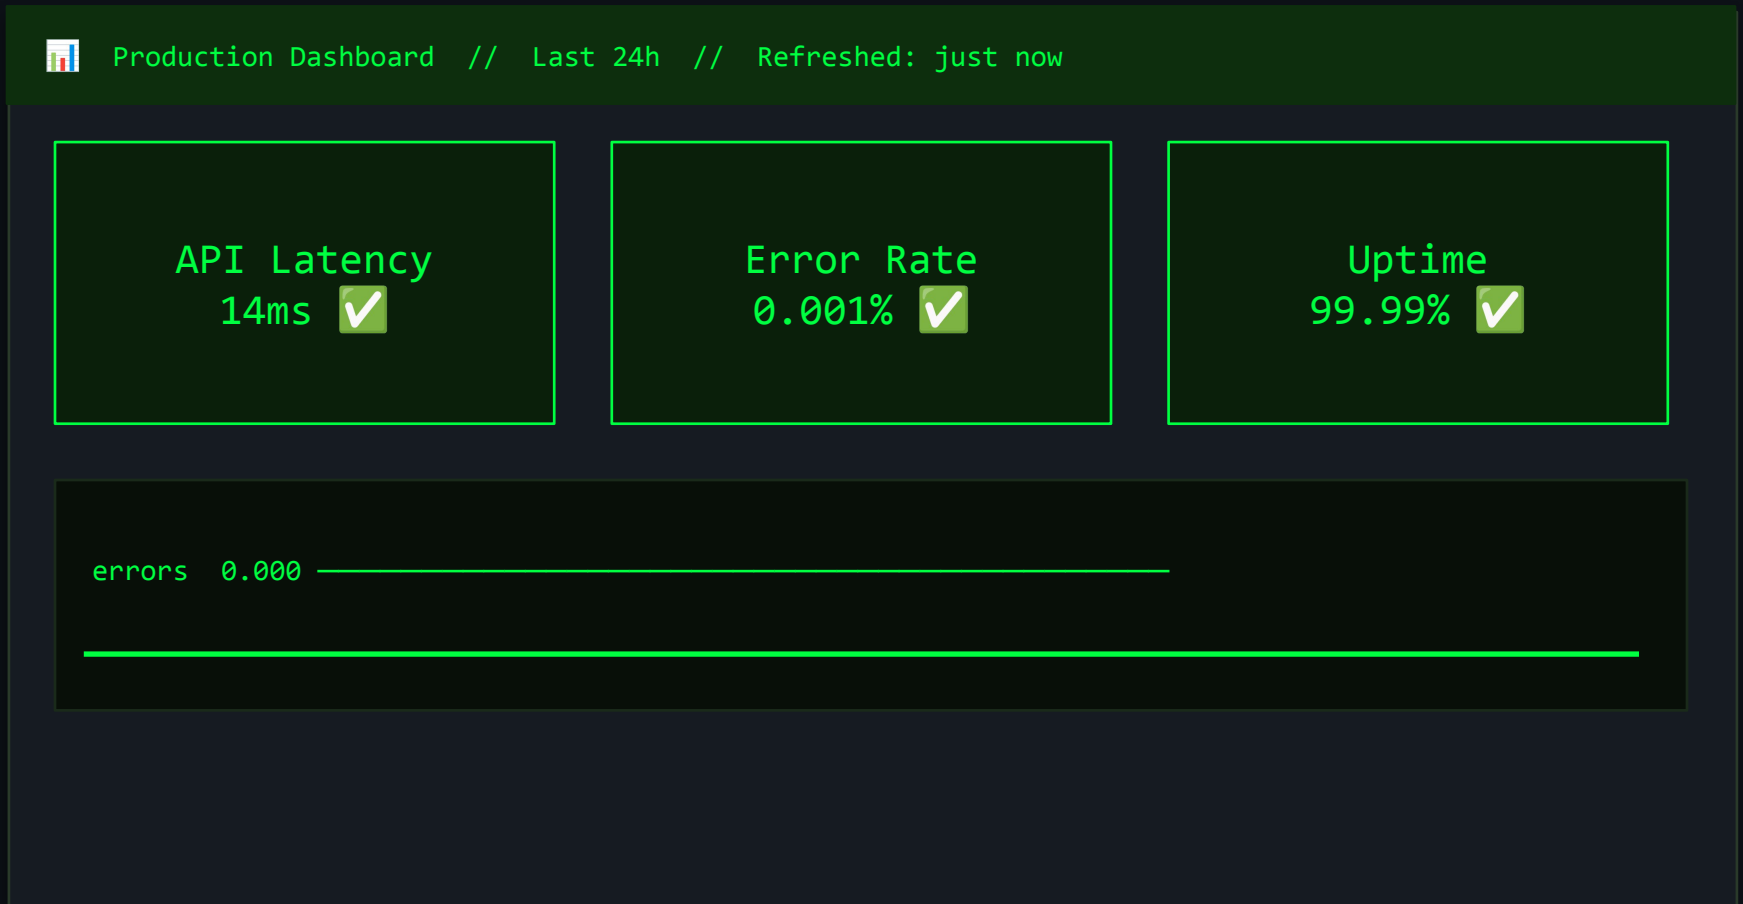 📊 Production Dashboard // Last 24h // Refreshed: just now
API Latency
14ms ✅
Error Rate
0.001% ✅
Uptime
99.99% ✅
errors 0.000